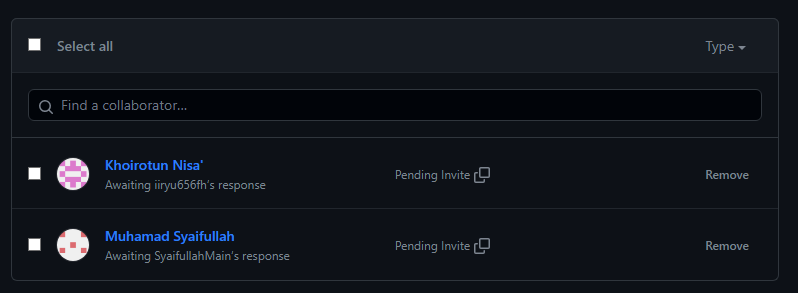 Select all
Type
Find a collaborator...
Khoirotun Nisa'
Awaiting iiryu656fh's response
Pending Invite
Remove
Muhamad Syaifullah
Awaiting SyaifullahMain's response
Pending Invite
Remove